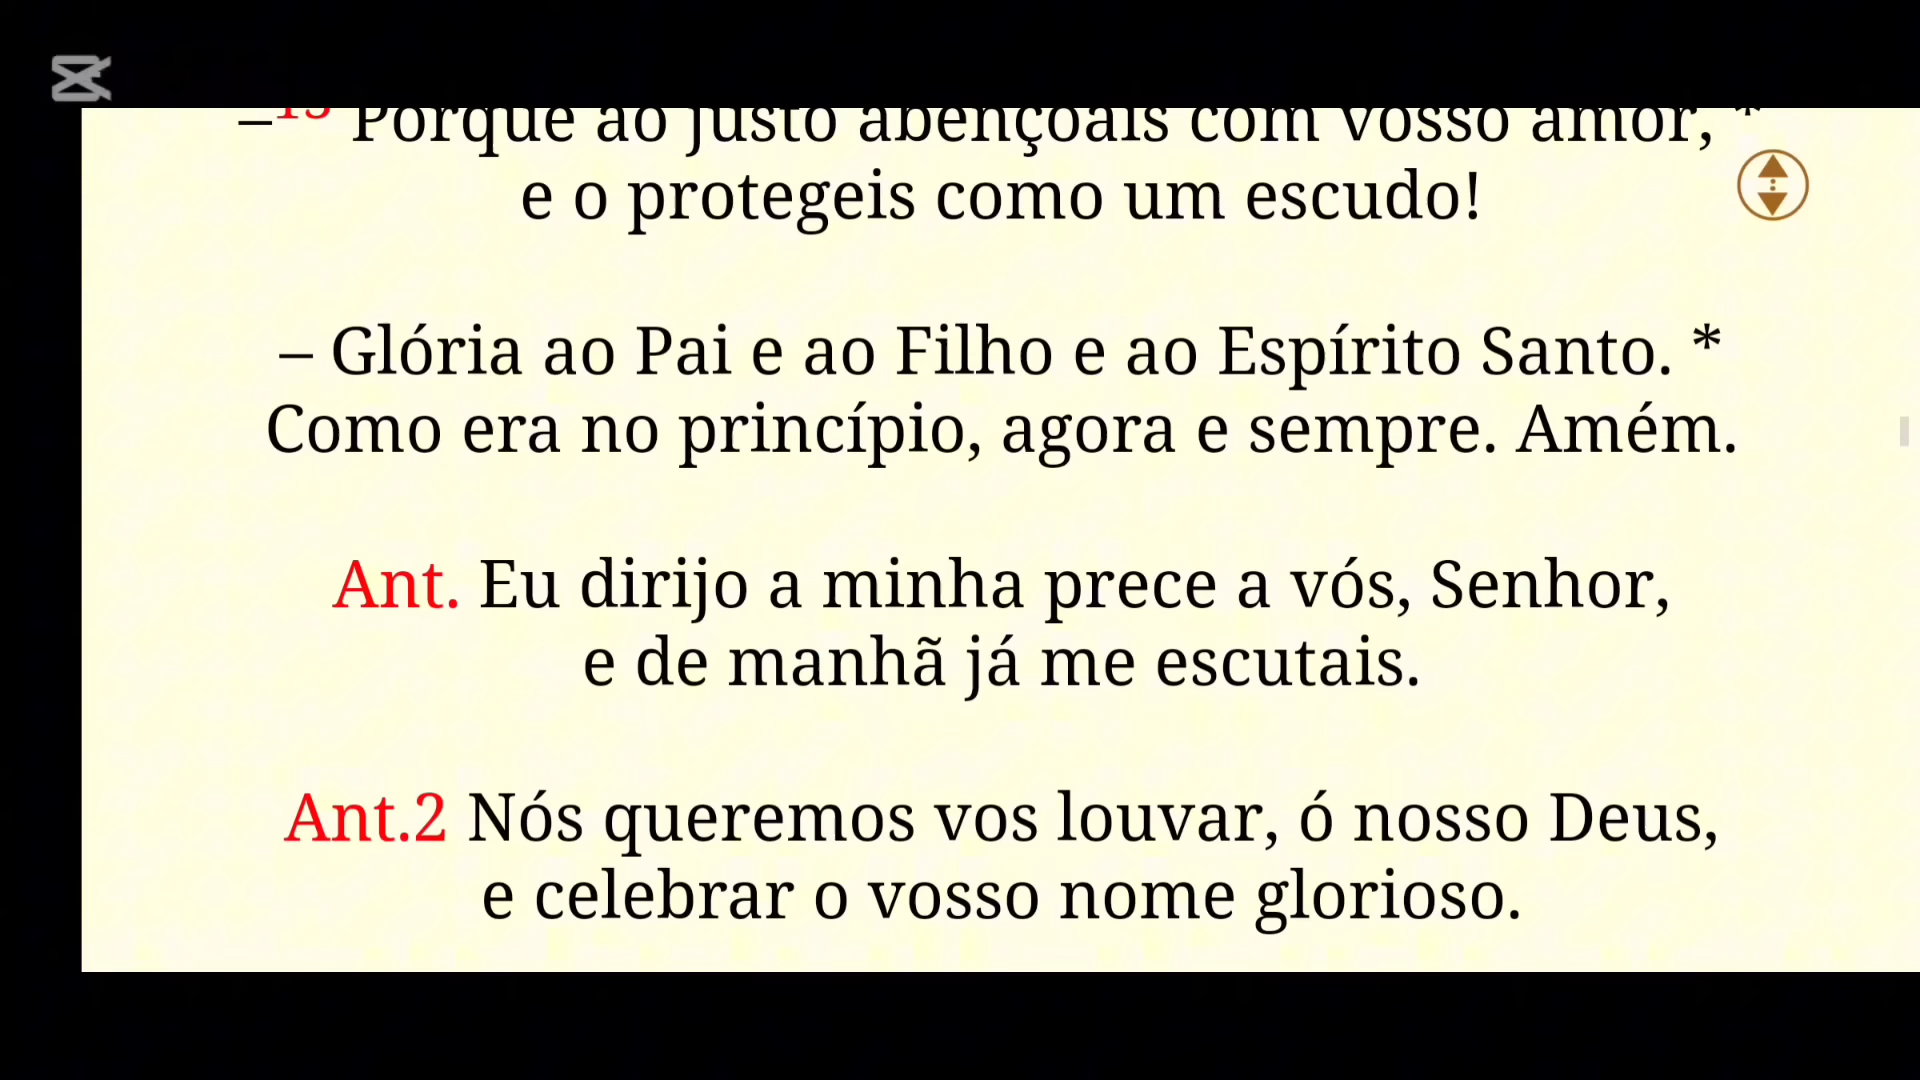 –13 Porque ao justo abençoais com vosso amor, *
e o protegeis como um escudo!
– Glória ao Pai e ao Filho e ao Espírito Santo. *
Como era no princípio, agora e sempre. Amém.
Ant. Eu dirijo a minha prece a vós, Senhor,
e de manhã já me escutais.
Ant.2 Nós queremos vos louvar, ó nosso Deus,
e celebrar o vosso nome glorioso.